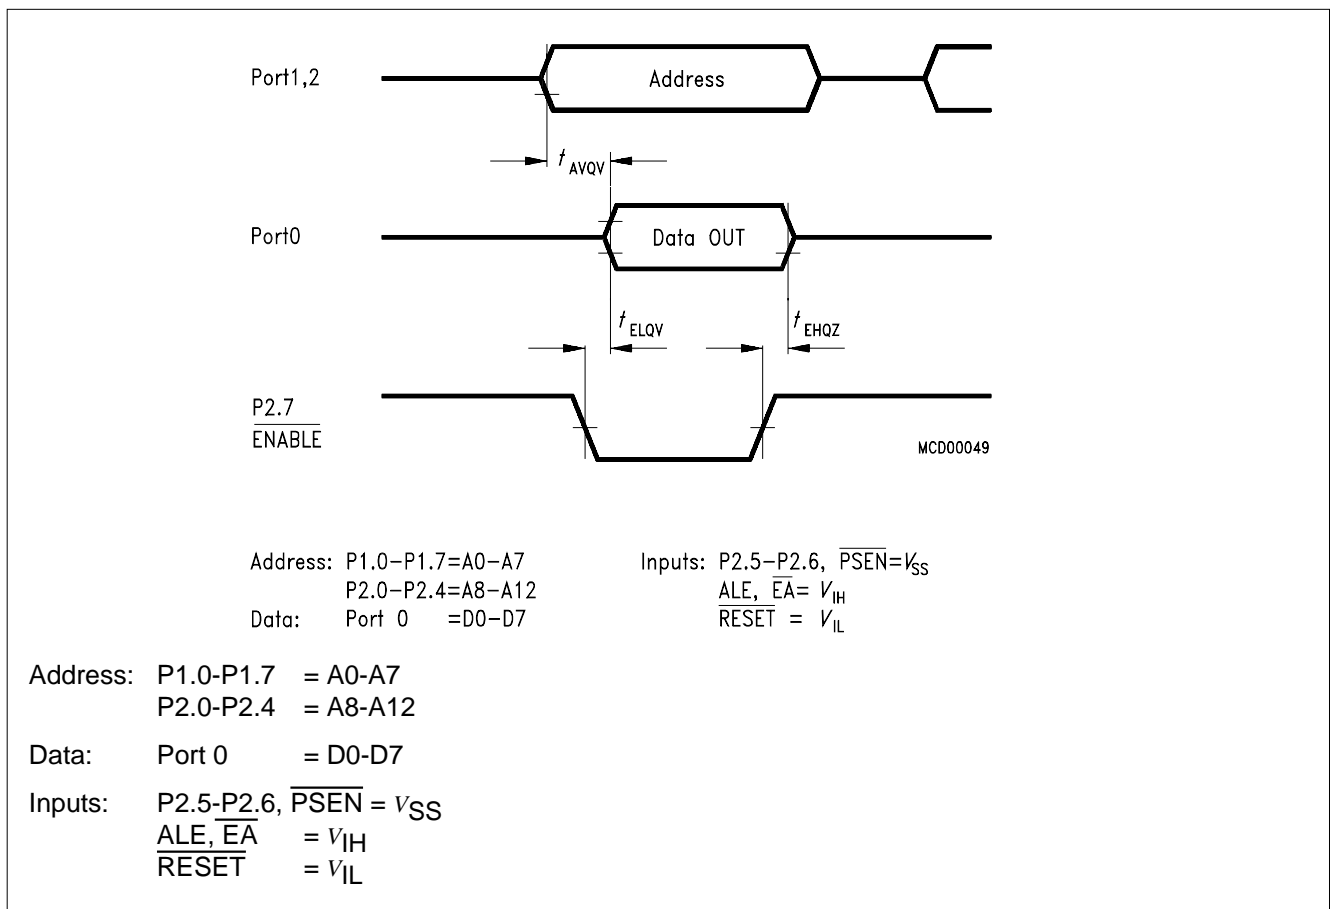 Port1,2
Address
t AVQV
Port0
Data OUT
t ELQV
t EHQZ
P2.7
ENABLE
MCD00049
Address: P1.0–P1.7=A0–A7
P2.0–P2.4=A8–A12
Data: Port 0 =D0–D7
Inputs: P2.5–P2.6, PSEN=VSS
ALE, EA= VIH
RESET = VIL
Address: P1.0-P1.7 = A0-A7
P2.0-P2.4 = A8-A12
Data: Port 0 = D0-D7
Inputs: P2.5-P2.6, PSEN = VSS
ALE, EA = VIH
RESET = VIL